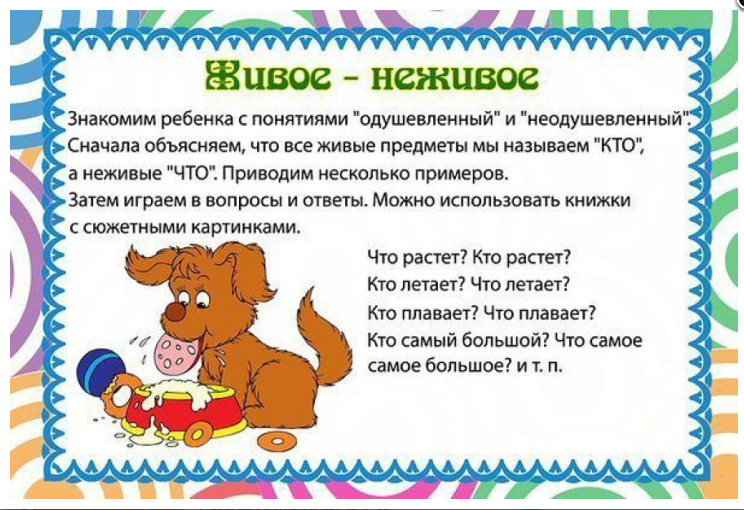 Живое - неживое
Знакомим ребенка с понятиями "одушевленный" и "неодушевленный".
Сначала объясняем, что все живые предметы мы называем "КТО",
а неживые "ЧТО". Приводим несколько примеров.
Затем играем в вопросы и ответы. Можно использовать книжки
с сюжетными картинками.
Что растет? Кто растет?
Кто летает? Что летает?
Кто плавает? Что плавает?
Кто самый большой? Что самое
самое большое? и т. п.